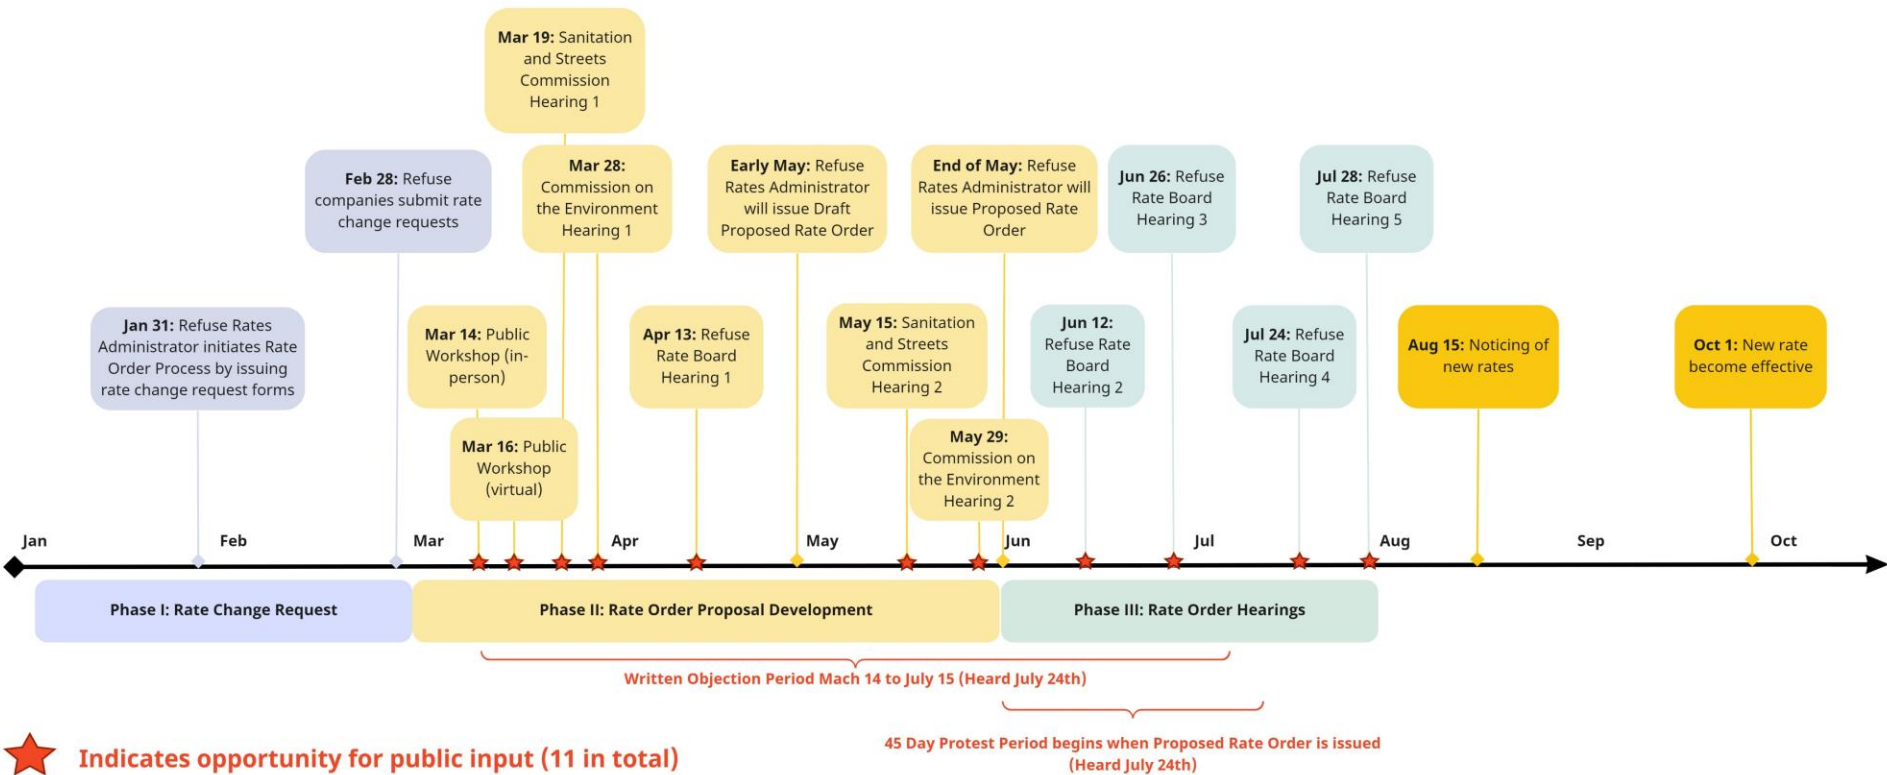 Mar 19: Sanitation
and Streets
Commission
Hearing 1
Feb 28: Refuse
companies submit rate
change requests
Mar 28:
Commission on
the Environment
Hearing 1
Early May: Refuse
Rates Administrator
will issue Draft
Proposed Rate Order
End of May: Refuse
Rates Administrator will
issue Proposed Rate
Order
Jun 26: Refuse
Rate Board
Hearing 3
Jul 28: Refuse
Rate Board
Hearing 5
Jan 31: Refuse Rates
Administrator initiates Rate
Order Process by issuing
rate change request forms
Mar 14: Public
Workshop (in-
person)
Apr 13: Refuse
Rate Board
Hearing 1
May 15: Sanitation
and Streets
Commission
Hearing 2
Jun 12:
Refuse Rate
Board
Hearing 2
Jul 24: Refuse
Rate Board
Hearing 4
Aug 15: Noticing of
new rates
Oct 1: New rate
become effective
Mar 16: Public
Workshop
(virtual)
May 29:
Commission on
the Environment
Hearing 2
Jan
Feb
Mar
Apr
May
Jun
Jul
Aug
Sep
Oct
Phase I: Rate Change Request
Phase II: Rate Order Proposal Development
Phase III: Rate Order Hearings
Written Objection Period Mach 14 to July 15 (Heard July 24th)
45 Day Protest Period begins when Proposed Rate Order is issued
(Heard July 24th)
Indicates opportunity for public input (11 in total)